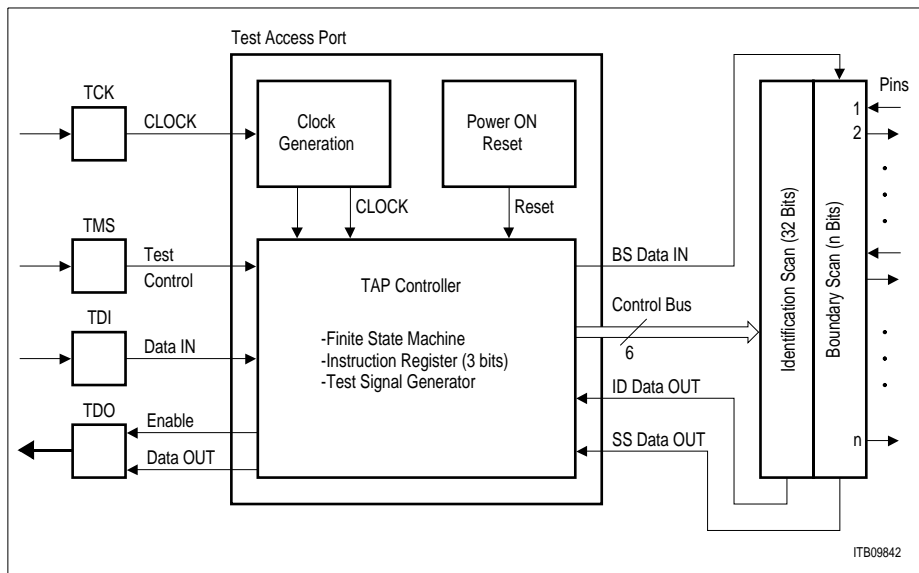 Test Access Port
TCK
CLOCK
Clock
Generation
Power ON
Reset
Pins
1
2
CLOCK
Reset
TMS
Test
Control
BS Data IN
TAP Controller
Control Bus
6
-Finite State Machine
-Instruction Register (3 bits)
-Test Signal Generator
TDI
Data IN
ID Data OUT
TDO
Enable
Data OUT
SS Data OUT
Identification Scan (32 Bits)
Boundary Scan (n Bits)
n
ITB09842